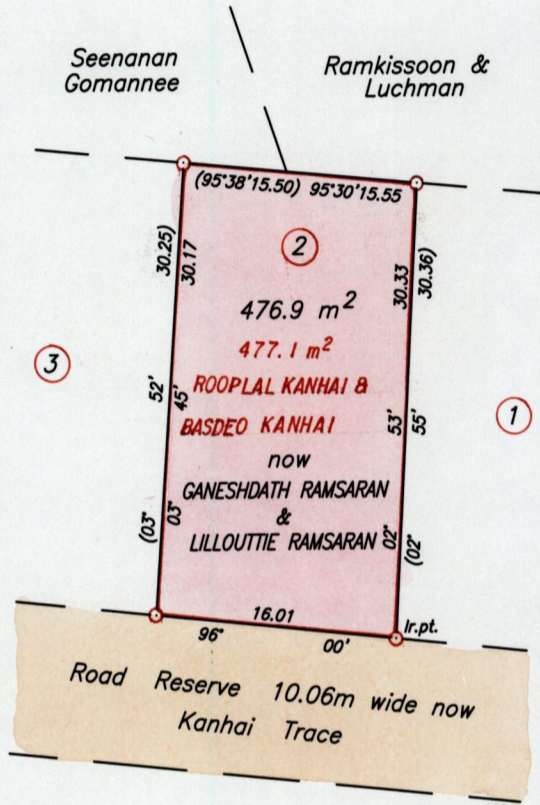 Seenanan
Gomannee
Ramkissoon &
Luchman
(95°38'15.50) 95°30'15.55
2
30.25)
30.17
30.33
30.36)
476.9 m²
477.1 m²
3
ROOPLAL KANHAI &
BASDEO KANHAI
1
52'
45'
53'
55'
now
GANESHDATH RAMSARAN
&
LILLOUTTIE RAMSARAN
(03°
03°
02°
(02°
16.01
Ir.pt.
96° 00'
Road Reserve 10.06m wide now
Kanhai Trace